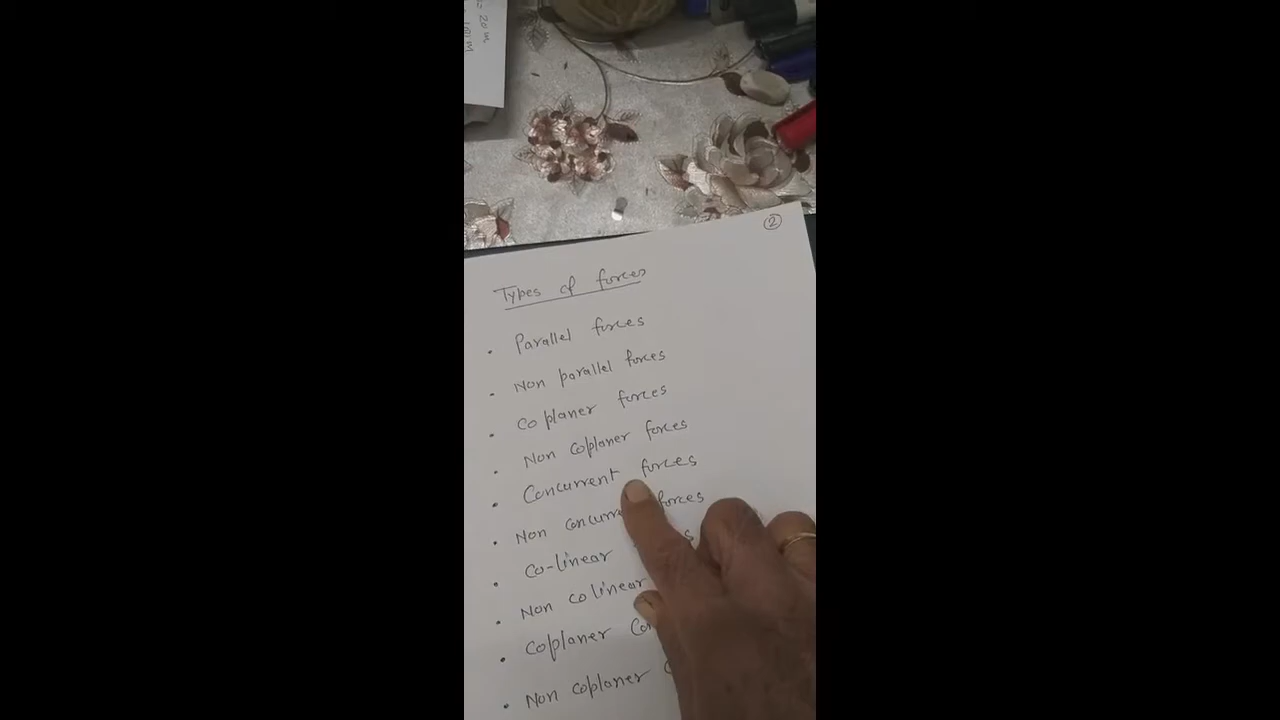 = 20 m
②
Types of forces
• Parallel forces
• Non parallel forces
• Co planer forces
• Non coplaner forces
• Concurrent forces
• Non forces
• Co-linear
• Non colinear
• Coplaner
• Non coplaner